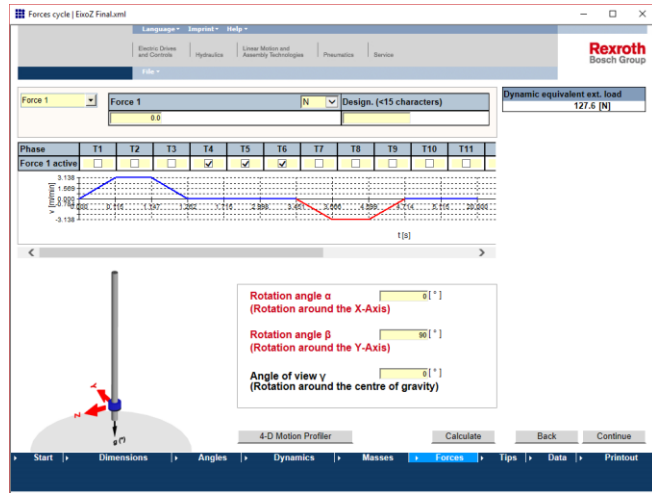 Forces cycle | EixoZ Final.xml
Language Imprint Help
Electric Drives and Controls
Hydraulics
Linear Motion and Assembly Technologies
Pneumatics
Service
Rexroth
Bosch Group
File
Force 1
Force 1 N Design. (<15 characters)
0.0
Dynamic equivalent ext. load
127.6 [N]
Phase T1 T2 T3 T4 T5 T6 T7 T8 T9 T10 T11
Force 1 active
v [m/min]
3.138
1.569
0.000
-3.138
t [s]
Rotation angle α 0 [ ° ]
(Rotation around the X-Axis)
Rotation angle β 90 [ ° ]
(Rotation around the Y-Axis)
Angle of view γ 0 [ ° ]
(Rotation around the centre of gravity)
Y
Z
g
4-D Motion Profiler Calculate Back Continue
Start Dimensions Angles Dynamics Masses Forces Tips Data Printout